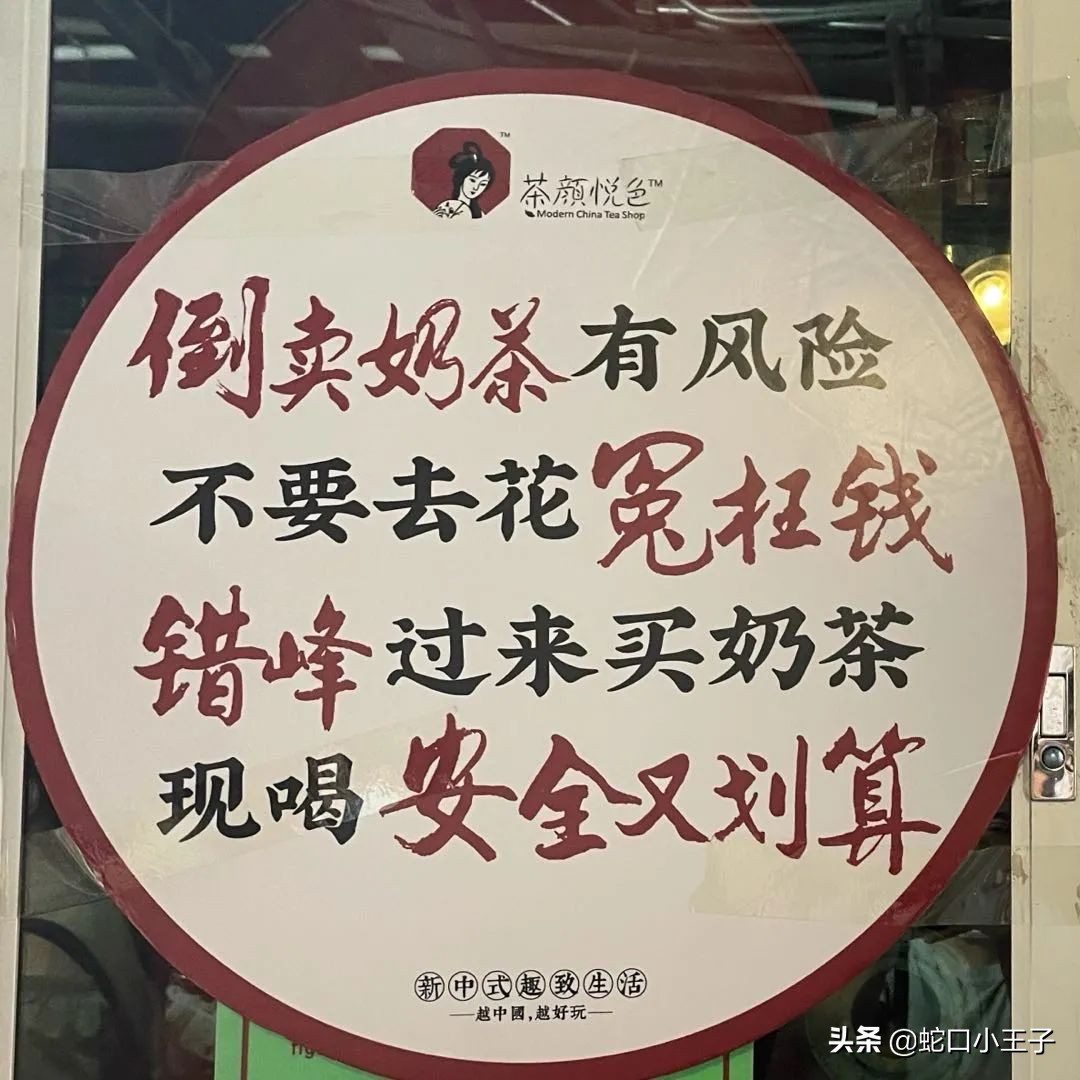 茶颜悦色™
Modern China Tea Shop
TM
倒卖奶茶有风险
不要去花冤枉钱
错峰过来买奶茶
现喝安全又划算
新中式趣致生活
越中國,越好玩
头条 @蛇口小王子